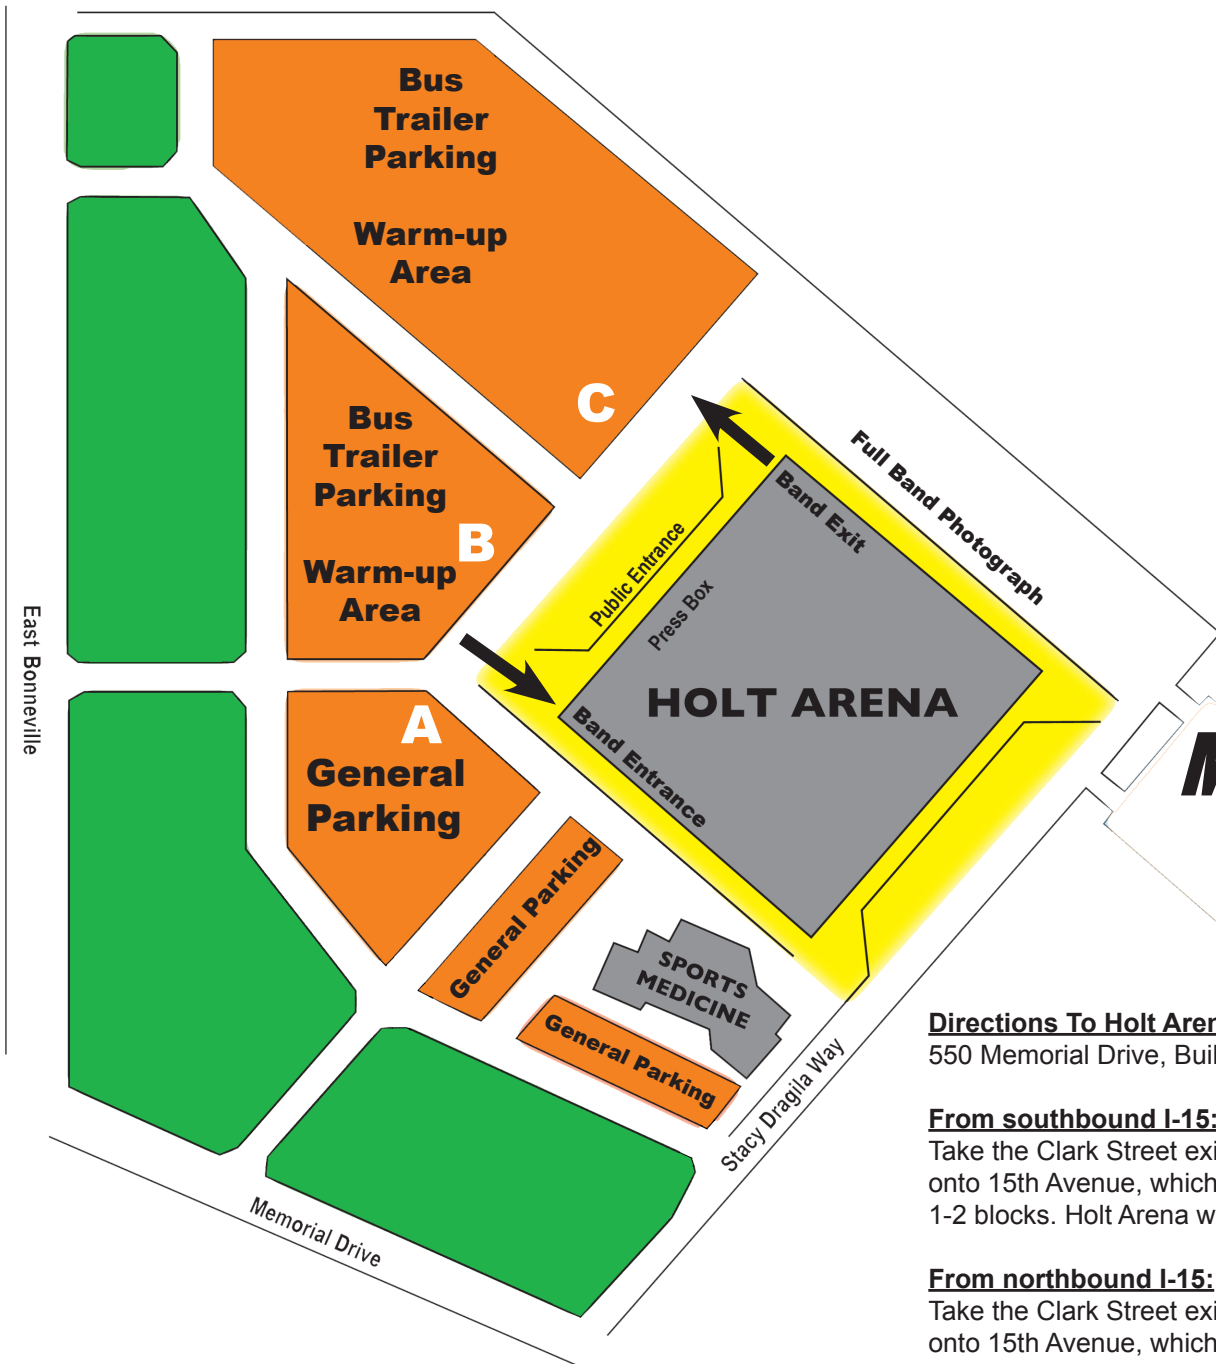 Bus
Trailer
Parking
Warm-up
Area
C
Bus
Trailer
Parking
B
Warm-up
Area
Full Band Photograph
Band Exit
Public Entrance
Press Box
HOLT ARENA
Band Entrance
East Bonneville
A
General
Parking
M
General Parking
SPORTS
MEDICINE
General Parking
Stacy Dragila Way
Memorial Drive
Directions To Holt Aren
550 Memorial Drive, Buil
From southbound I-15:
Take the Clark Street exi
onto 15th Avenue, which
1-2 blocks. Holt Arena w
From northbound I-15:
Take the Clark Street exi
onto 15th Avenue, which